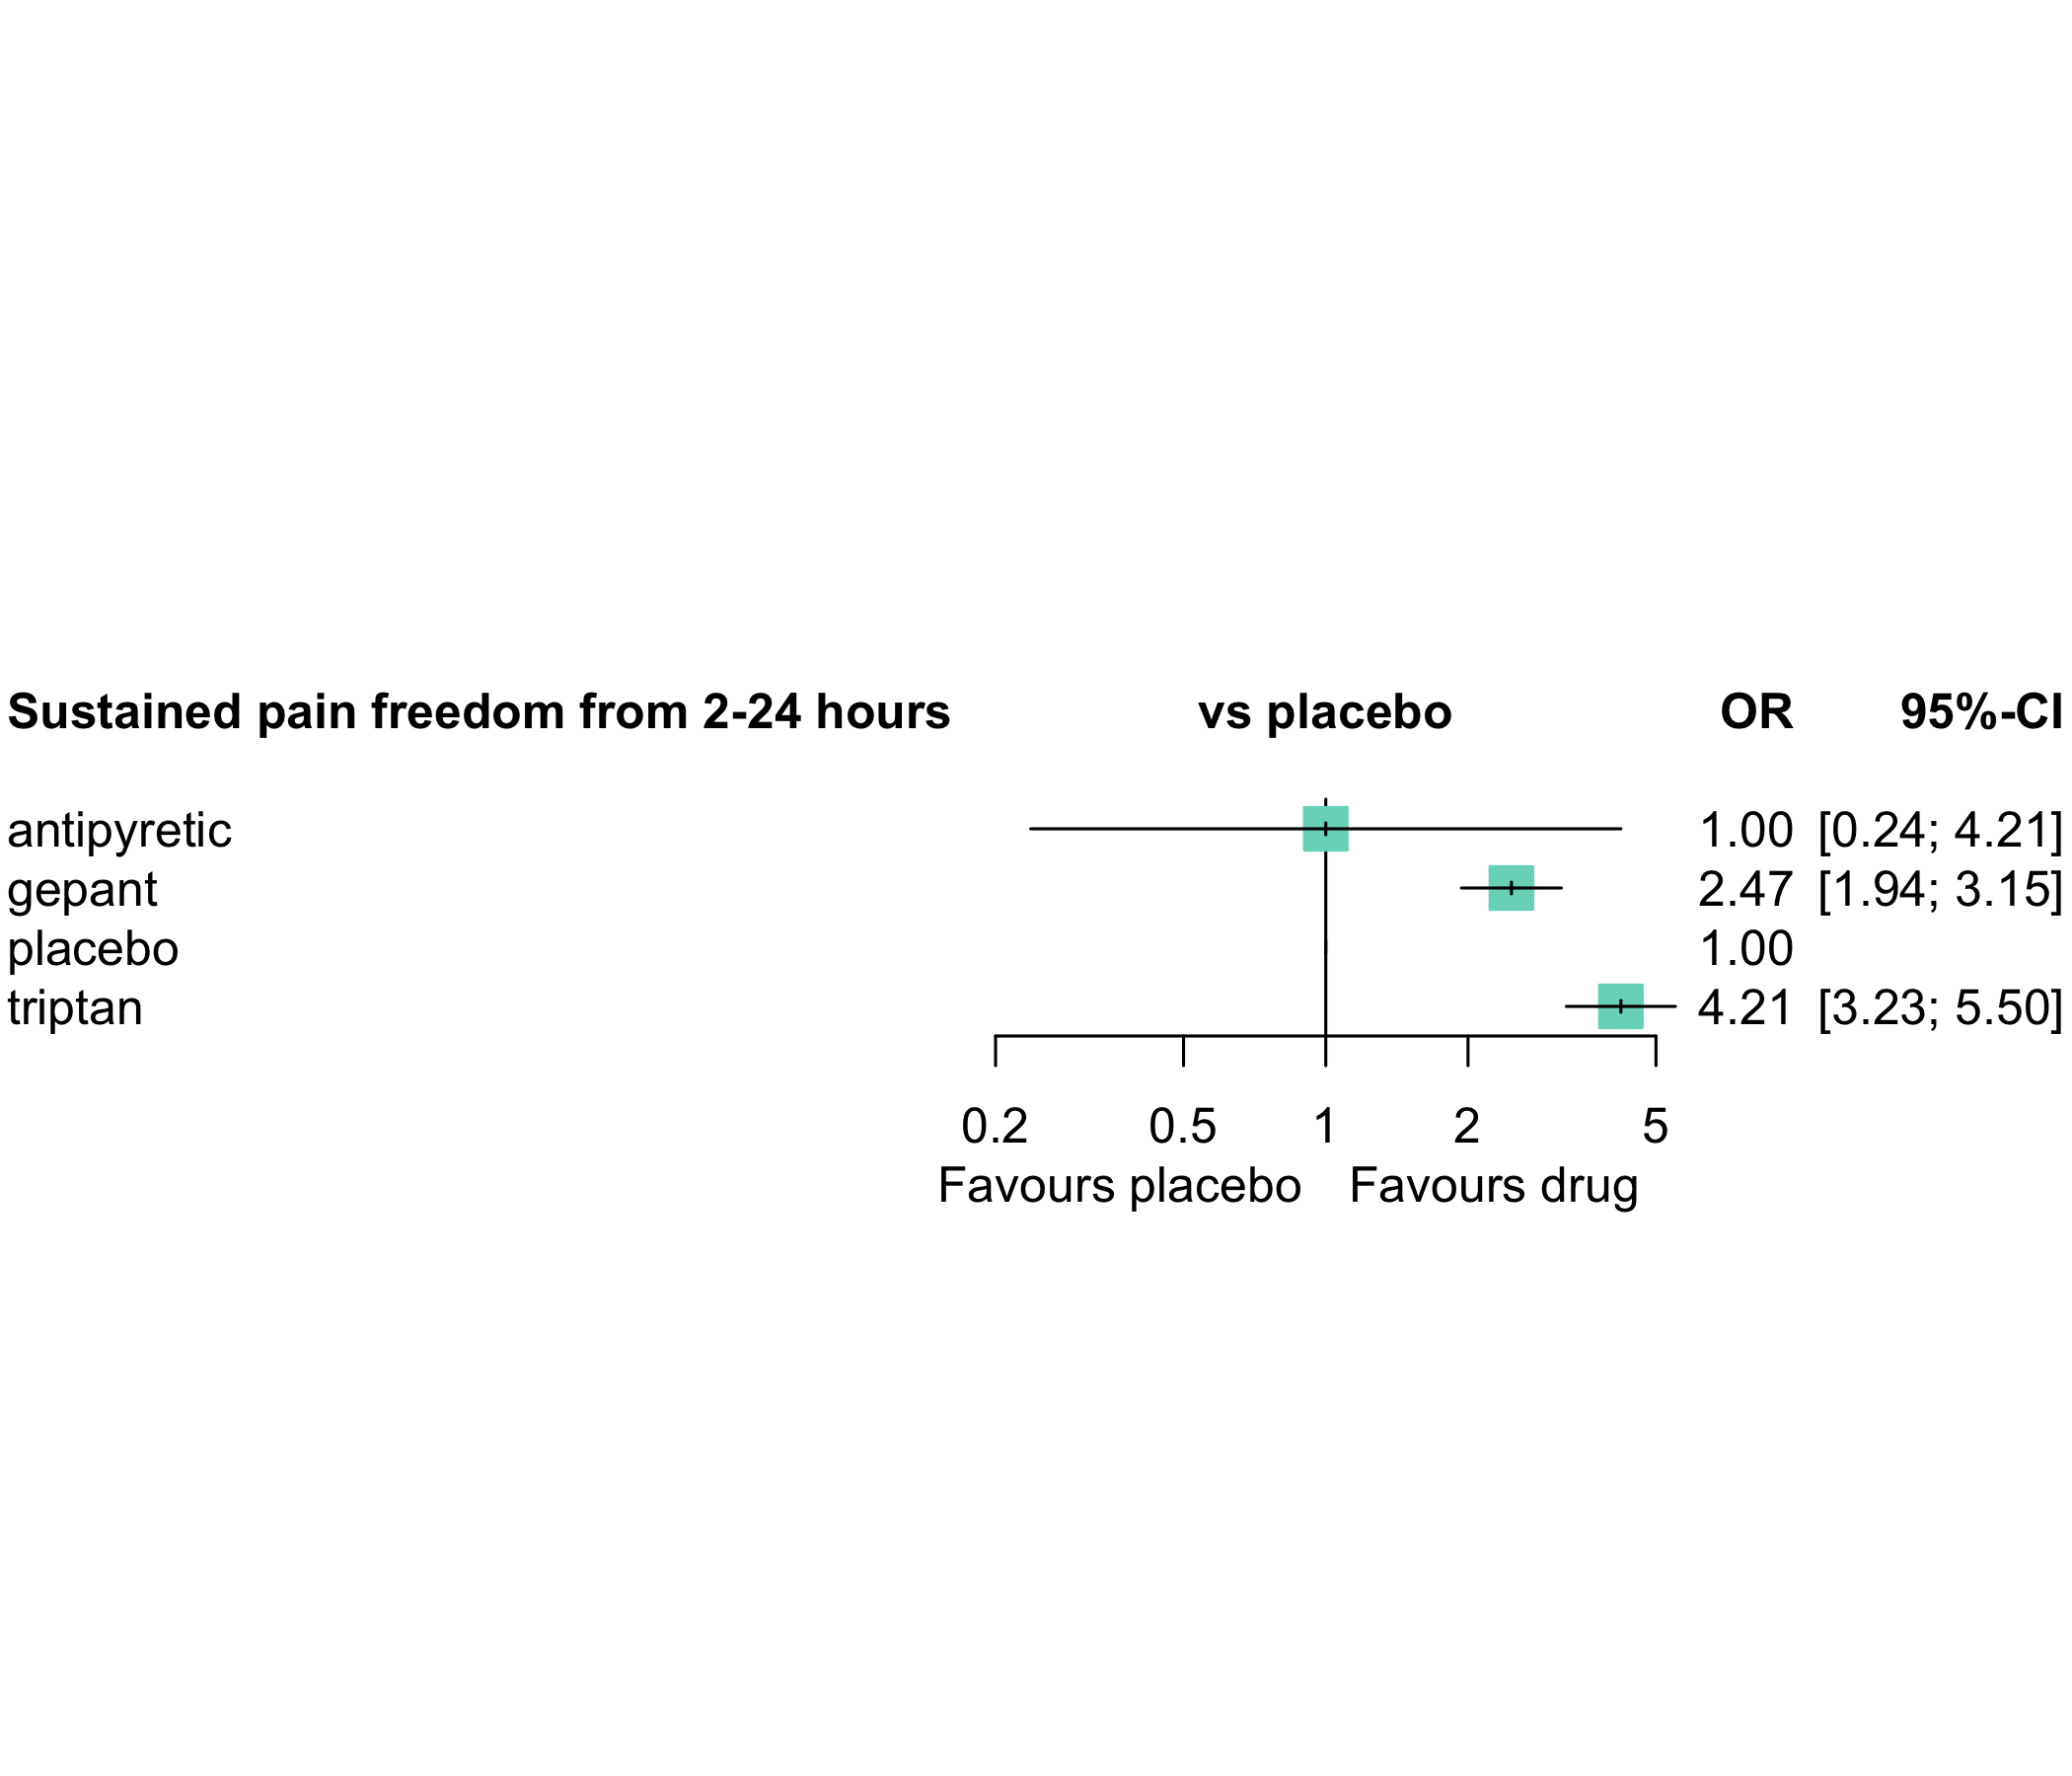 Sustained pain freedom from 2-24 hours vs placebo OR 95%-CI
antipyretic 1.00 [0.24; 4.21]
gepant 2.47 [1.94; 3.15]
placebo 1.00
triptan 4.21 [3.23; 5.50]
0.2 0.5 1 2 5
Favours placebo Favours drug